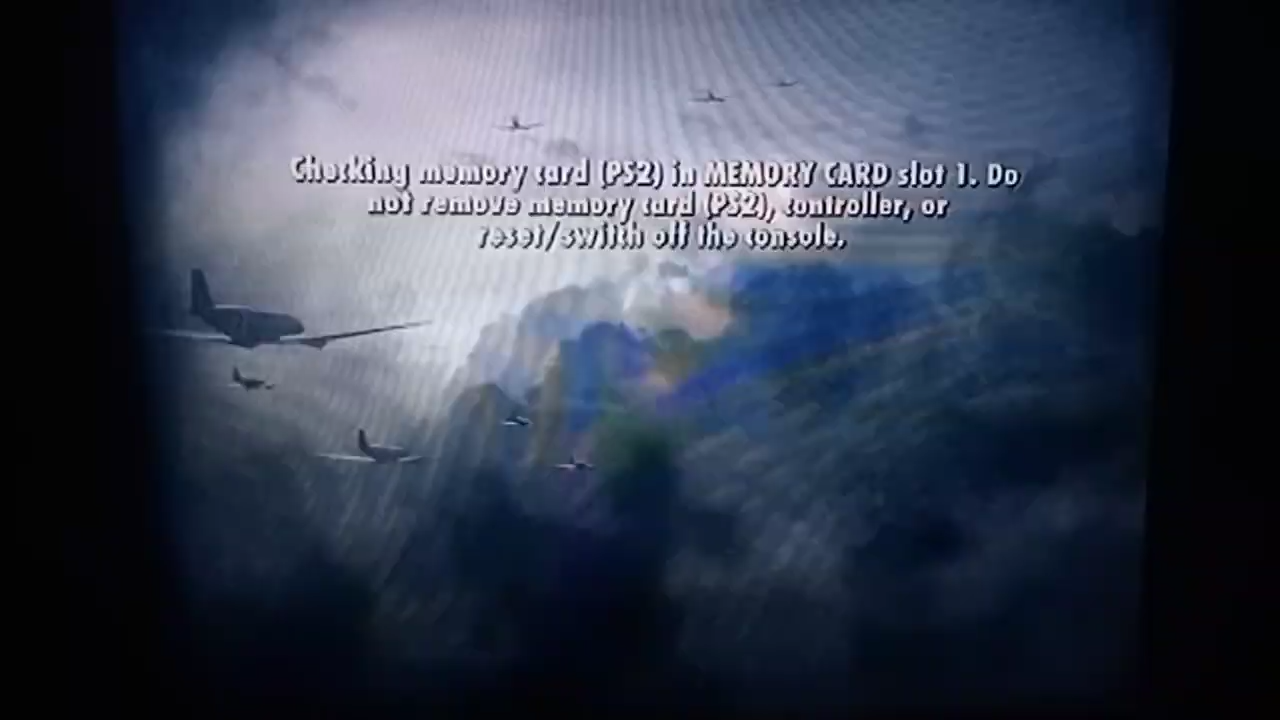 Checking memory card (PS2) in MEMORY CARD slot 1. Do
not remove memory card (PS2), controller, or
reset/switch off the console.